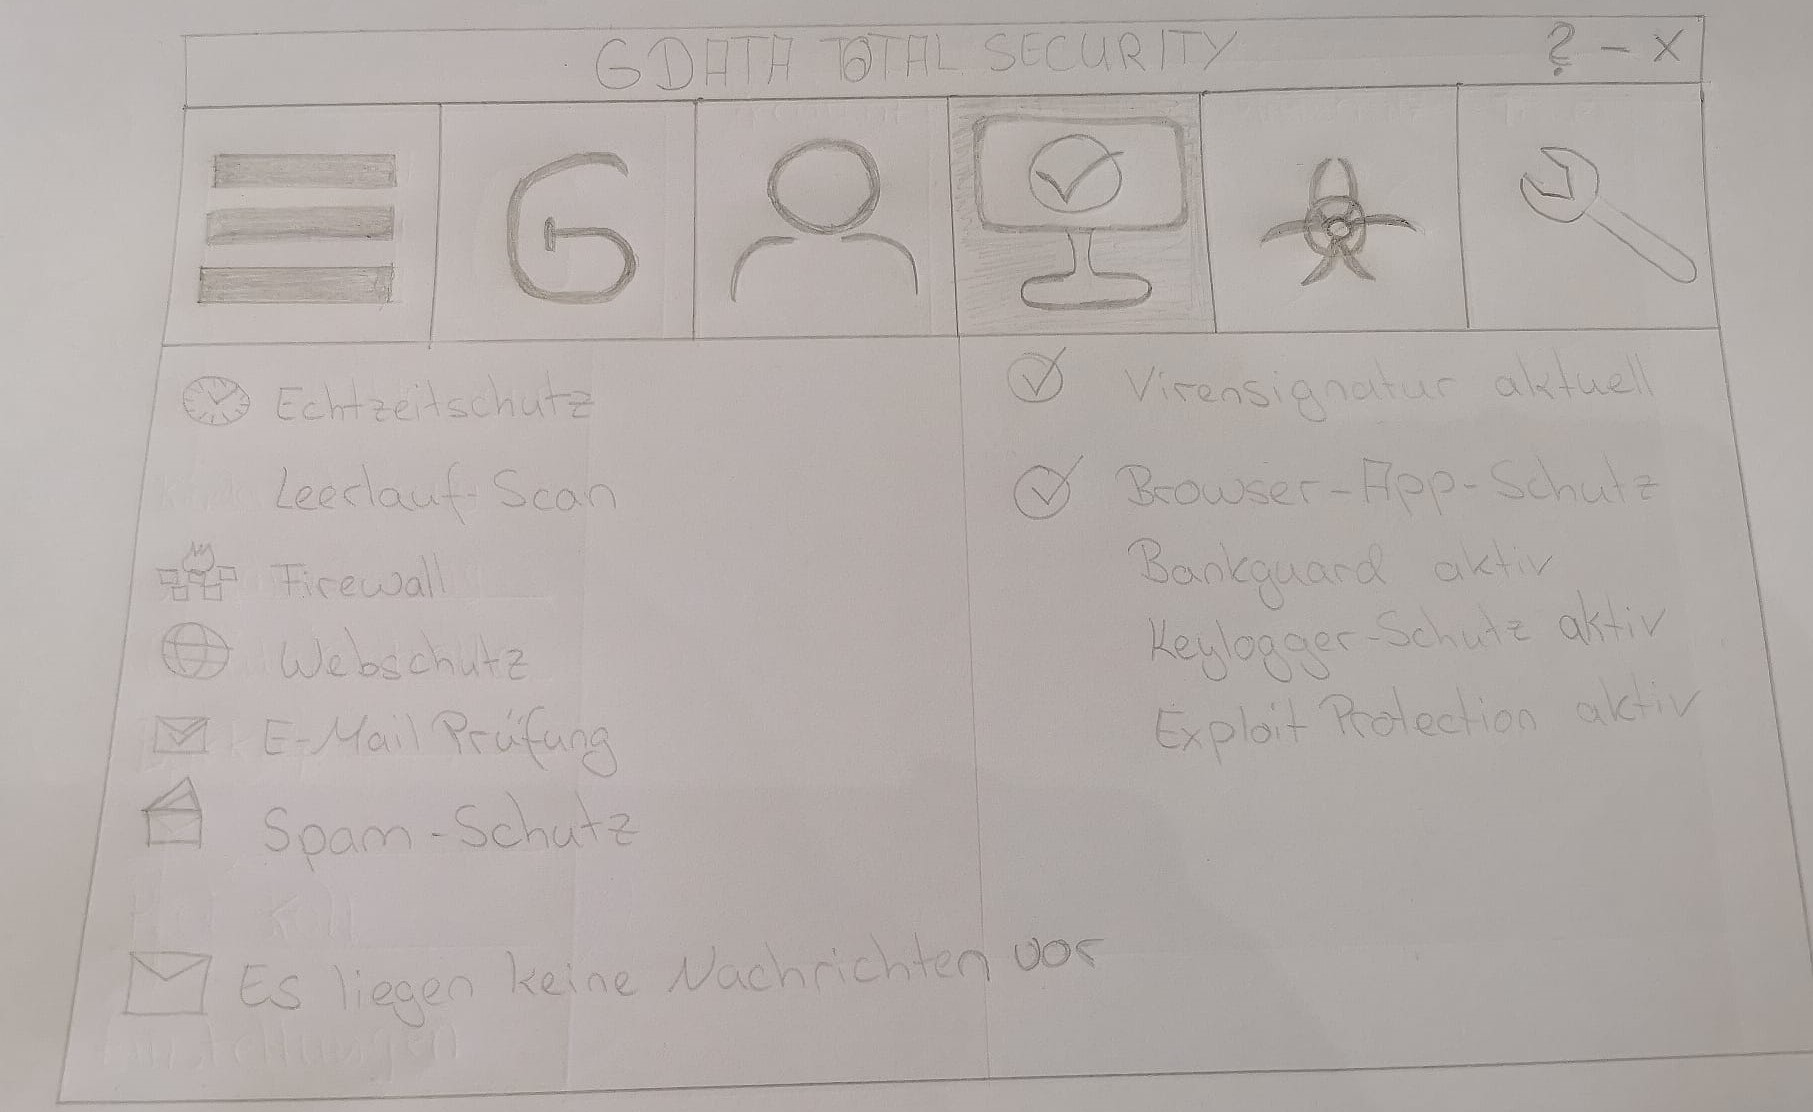 G DATA TOTAL SECURITY ? – X
G
Echtzeitschutz
Leerlauf-Scan
Firewall
Webschutz
E-Mail Prüfung
Spam-Schutz
Es liegen keine Nachrichten vor
Virensignatur aktuell
Browser-App-Schutz
Bankguard aktiv
Keylogger-Schutz aktiv
Exploit Protection aktiv